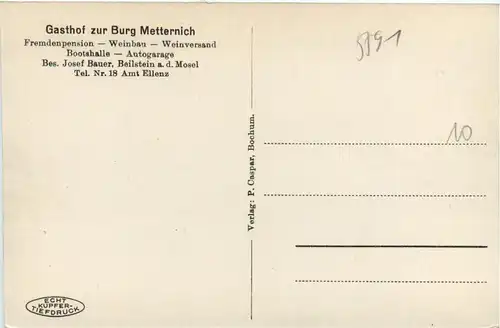 Gasthof zur Burg Metternich
Fremdenpension — Weinbau — Weinversand
Bootshalle — Autogarage
Bes. Josef Bauer, Beilstein a. d. Mosel
Tel. Nr. 18 Amt Ellenz
Verlag: P. Caspar, Bochum.
10
ECHT
KUPFER-
TIEFDRUCK